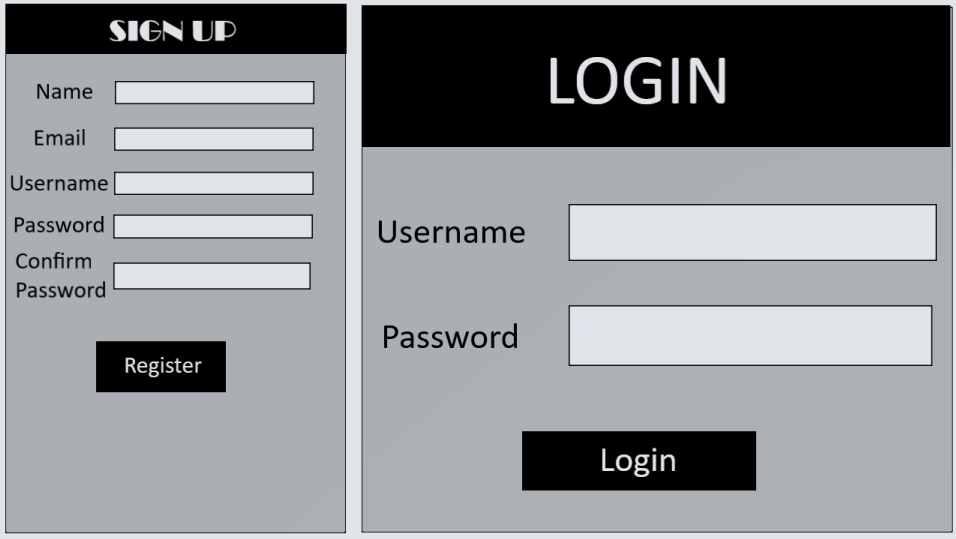 SIGN UP
Name
Email
Username
Password
Confirm
Password
Register
LOGIN
Username
Password
Login